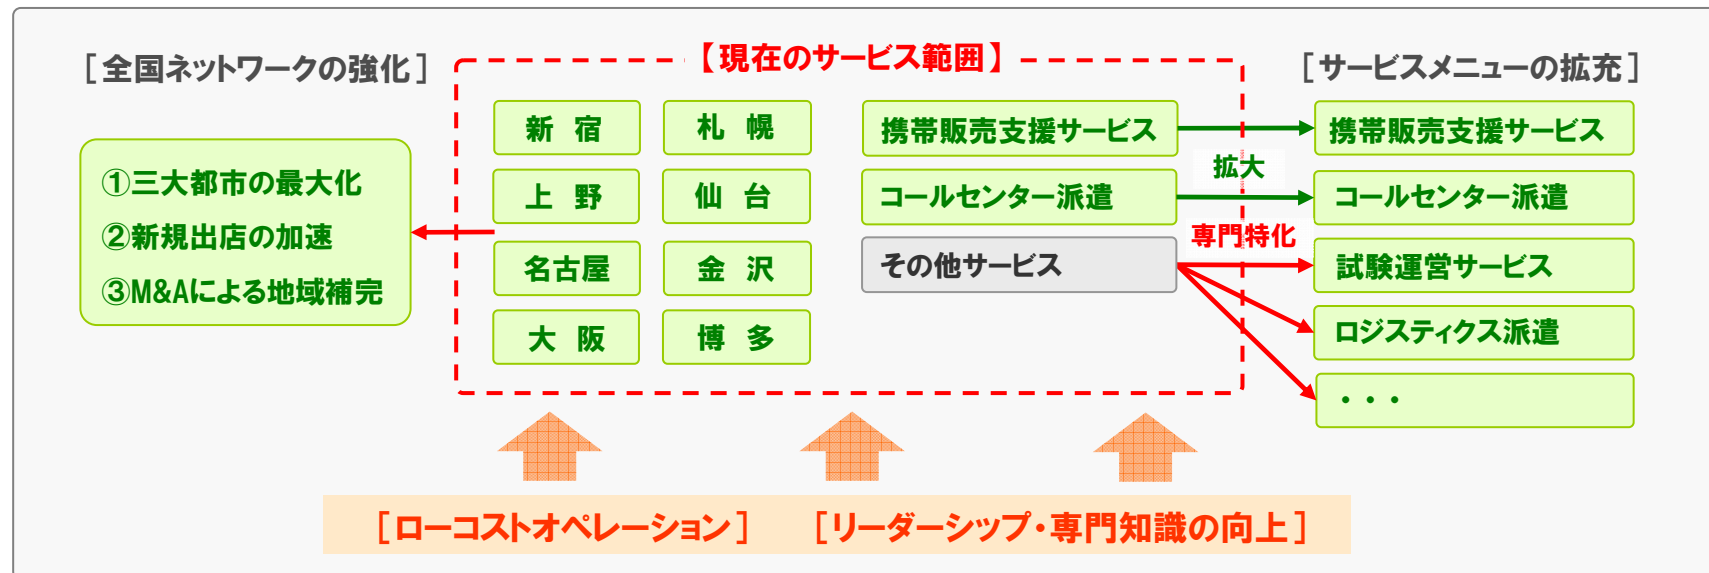 [全国ネットワークの強化]
①三大都市の最大化
②新規出店の加速
③M&Aによる地域補完
【現在のサービス範囲】
新 宿
札 幌
上 野
仙 台
名古屋
金 沢
大 阪
博 多
携帯販売支援サービス
コールセンター派遣
その他サービス
拡大
専門特化
[サービスメニューの拡充]
携帯販売支援サービス
コールセンター派遣
試験運営サービス
ロジスティクス派遣
・・・
[ローコストオペレーション] [リーダーシップ・専門知識の向上]